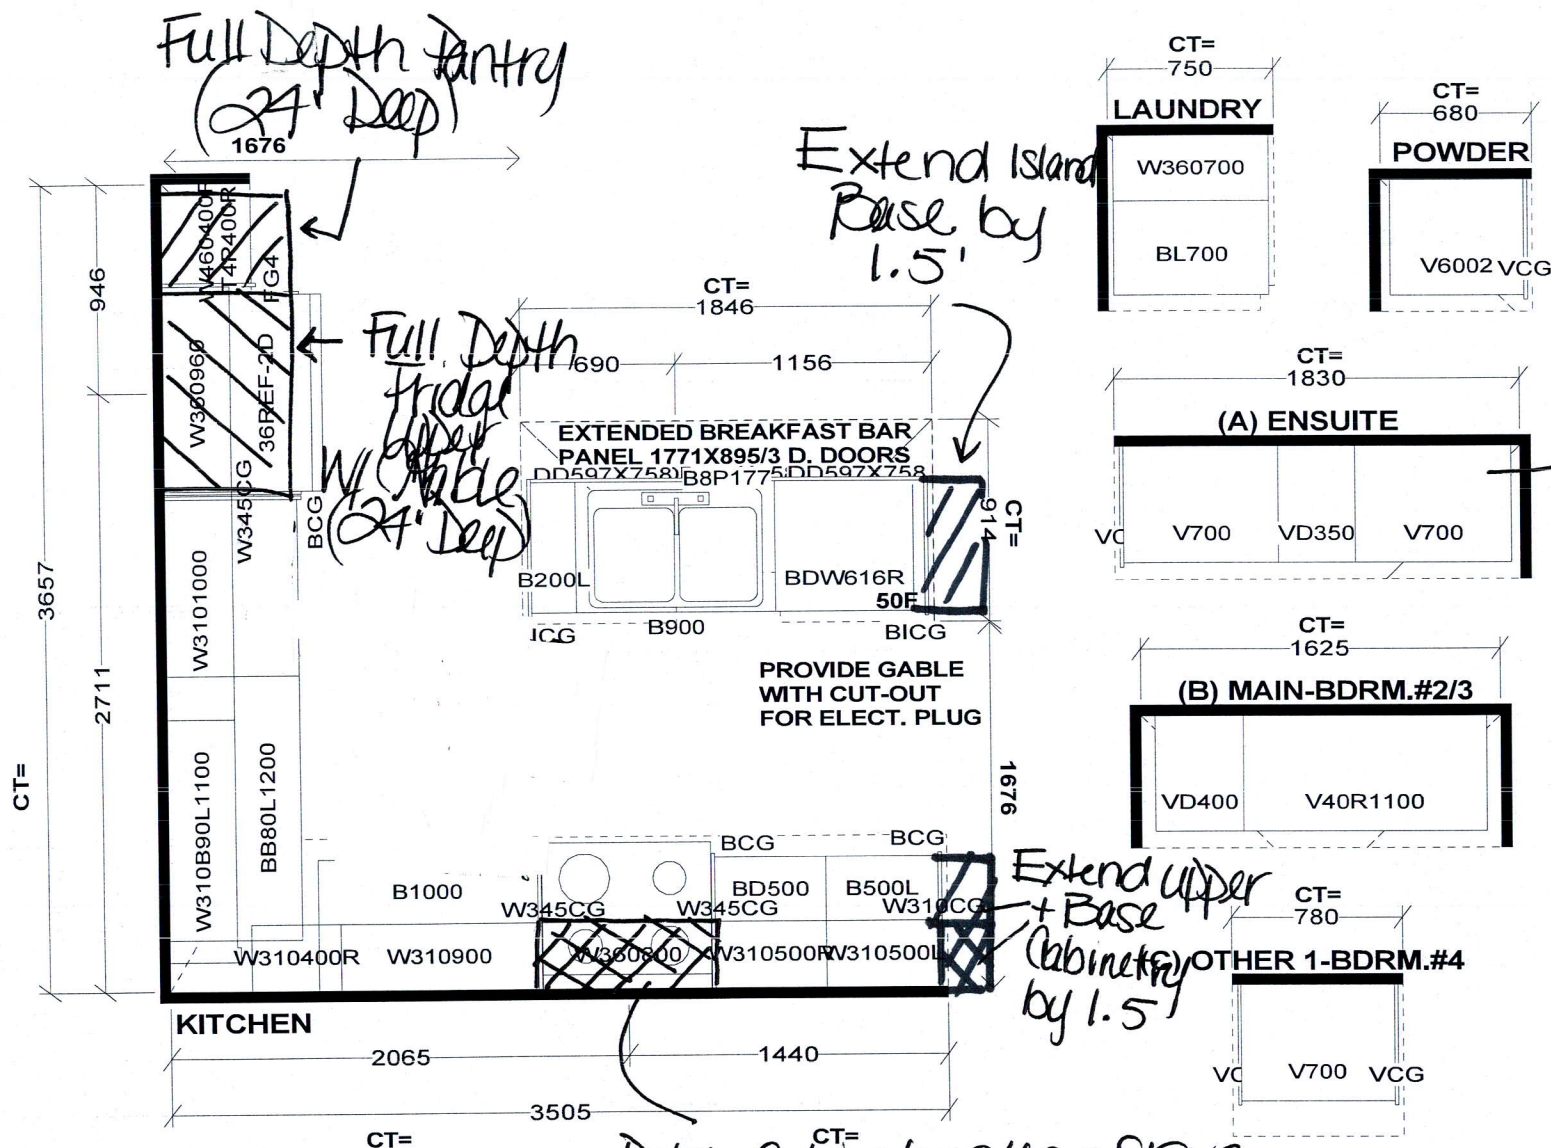 Full Depth Pantry
(24" Deep)
1676
CT=
750
LAUNDRY
W360700
BL700
CT=
680
POWDER
V6002 VCG
Extend Island
Base by
1.5'
946
3657
2711
CT=
W460400R
T4R400R
FG4
W360960
36REF-2D
W345CG
BCG
W3101000
W310B90L1100
BB80L1200
Full Depth
fridge
upper
W/ Gable
(24" Deep)
CT=
1846
690
1156
EXTENDED BREAKFAST BAR
PANEL 1771X895/3 D. DOORS
DD597X758
B8P177
DD597X758
B200L
BDW616R
50F
B900
BICG
914
CT=
PROVIDE GABLE
WITH CUT-OUT
FOR ELECT. PLUG
1676
CT=
1830
(A) ENSUITE
V700
VD350
V700
CT=
1625
(B) MAIN-BDRM.#2/3
VD400
V40R1100
BCG
BCG
B1000
BD500
B500L
W345CG
W345CG
W310CG
W310400R
W310900
W360800
W310500R
W310500L
Extend upper
+ Base
Cabinetry
by 1.5'
CT=
780
(C) OTHER 1-BDRM.#4
V700
VCG
KITCHEN
2065
1440
3505
CT=
CT=